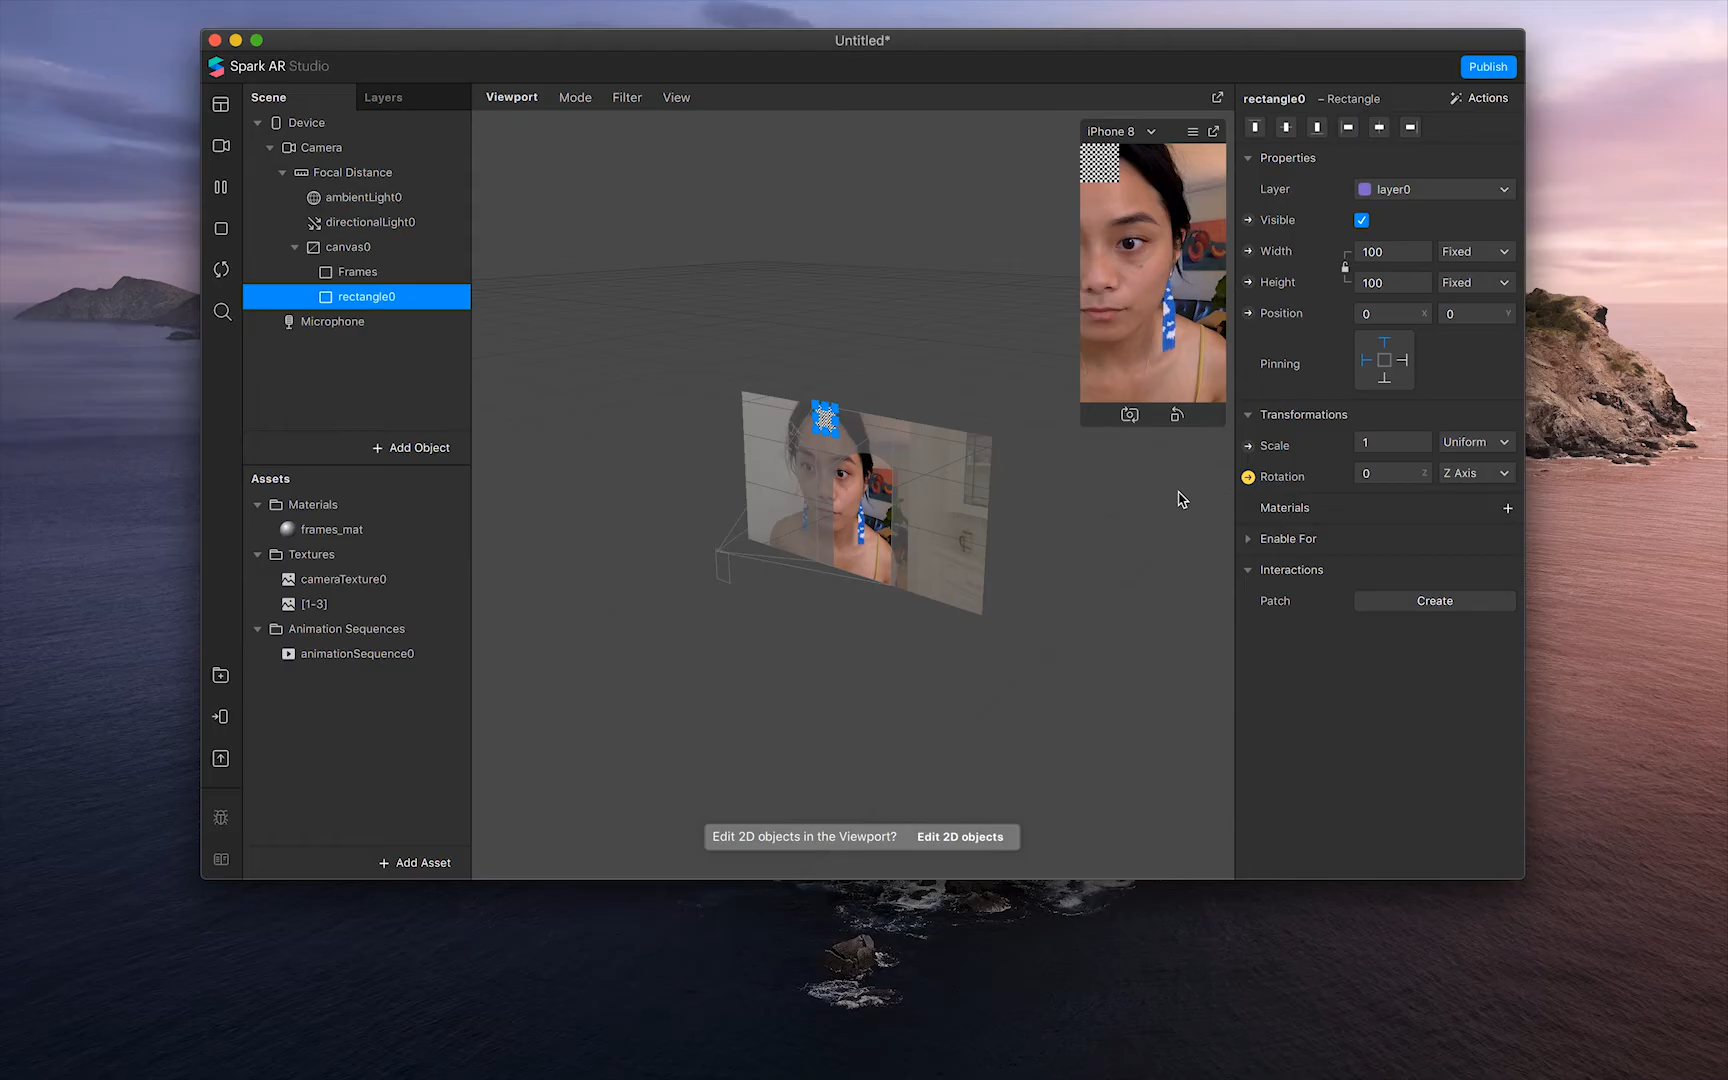 Untitled*
Spark AR Studio
Publish
Scene
Layers
Device
Camera
Focal Distance
ambientLight0
directionalLight0
canvas0
Frames
rectangle0
Microphone
+ Add Object
Assets
Materials
frames_mat
Textures
cameraTexture0
[1-3]
Animation Sequences
animationSequence0
+ Add Asset
Viewport Mode Filter View
iPhone 8
Edit 2D objects in the Viewport? Edit 2D objects
rectangle0 – Rectangle
Actions
Properties
Layer layer0
Visible
Width 100 Fixed
Height 100 Fixed
Position 0 X 0 Y
Pinning
Transformations
Scale 1 Uniform
Rotation 0 Z Z Axis
Materials +
Enable For
Interactions
Patch Create